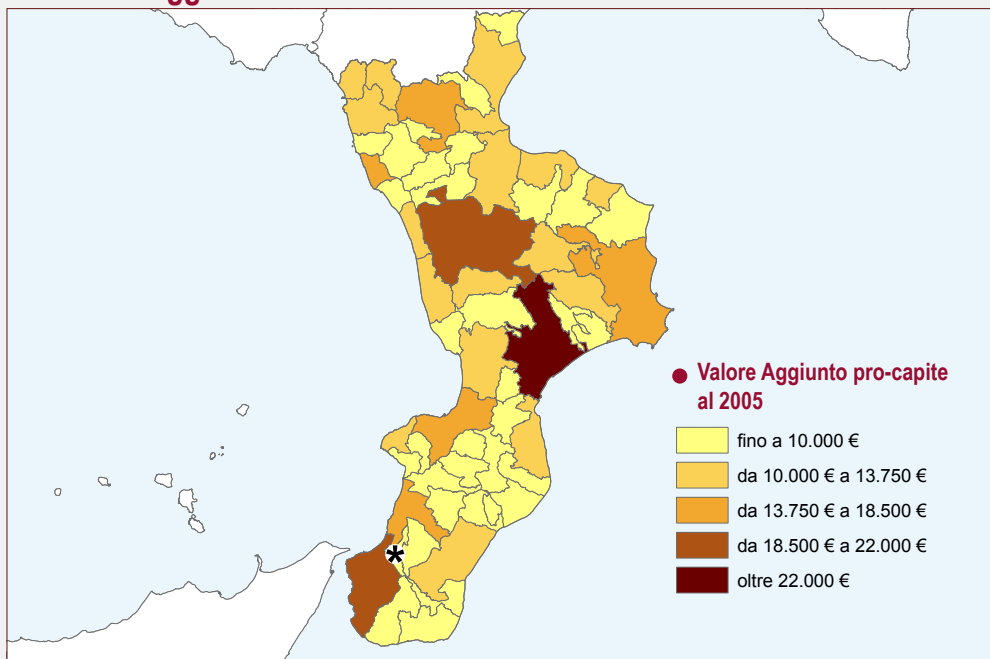 Valore Aggiunto pro-capite
al 2005
fino a 10.000 €
da 10.000 € a 13.750 €
da 13.750 € a 18.500 €
da 18.500 € a 22.000 €
oltre 22.000 €
*